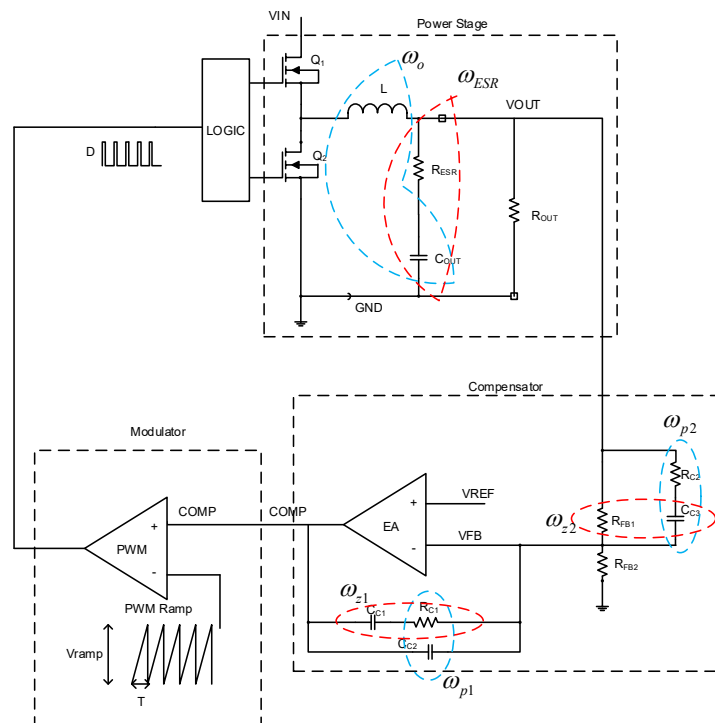 VIN
Power Stage
Q1
ωo
ωESR
L
VOUT
LOGIC
D
Q2
RESR
ROUT
COUT
GND
Compensator
ωp2
Modulator
RC2
VREF
COMP
COMP
CC3
EA
RFB1
ωz2
PWM
VFB
RFB2
ωz1
PWM Ramp
CC1
RC1
Vramp
CC2
T
ωp1